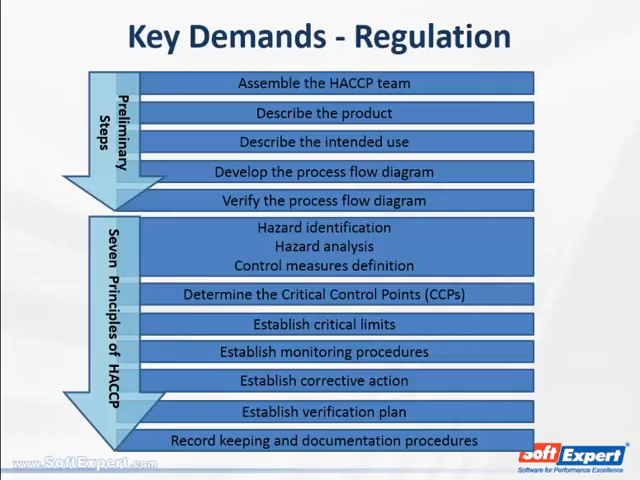 Key Demands - Regulation
Preliminary
Steps
Assemble the HACCP team
Describe the product
Describe the intended use
Develop the process flow diagram
Verify the process flow diagram
Seven Principles of HACCP
Hazard identification
Hazard analysis
Control measures definition
Determine the Critical Control Points (CCPs)
Establish critical limits
Establish monitoring procedures
Establish corrective action
Establish verification plan
Record keeping and documentation procedures
www.SoftExpert.com
Soft Expert®
Software for Performance Excellence